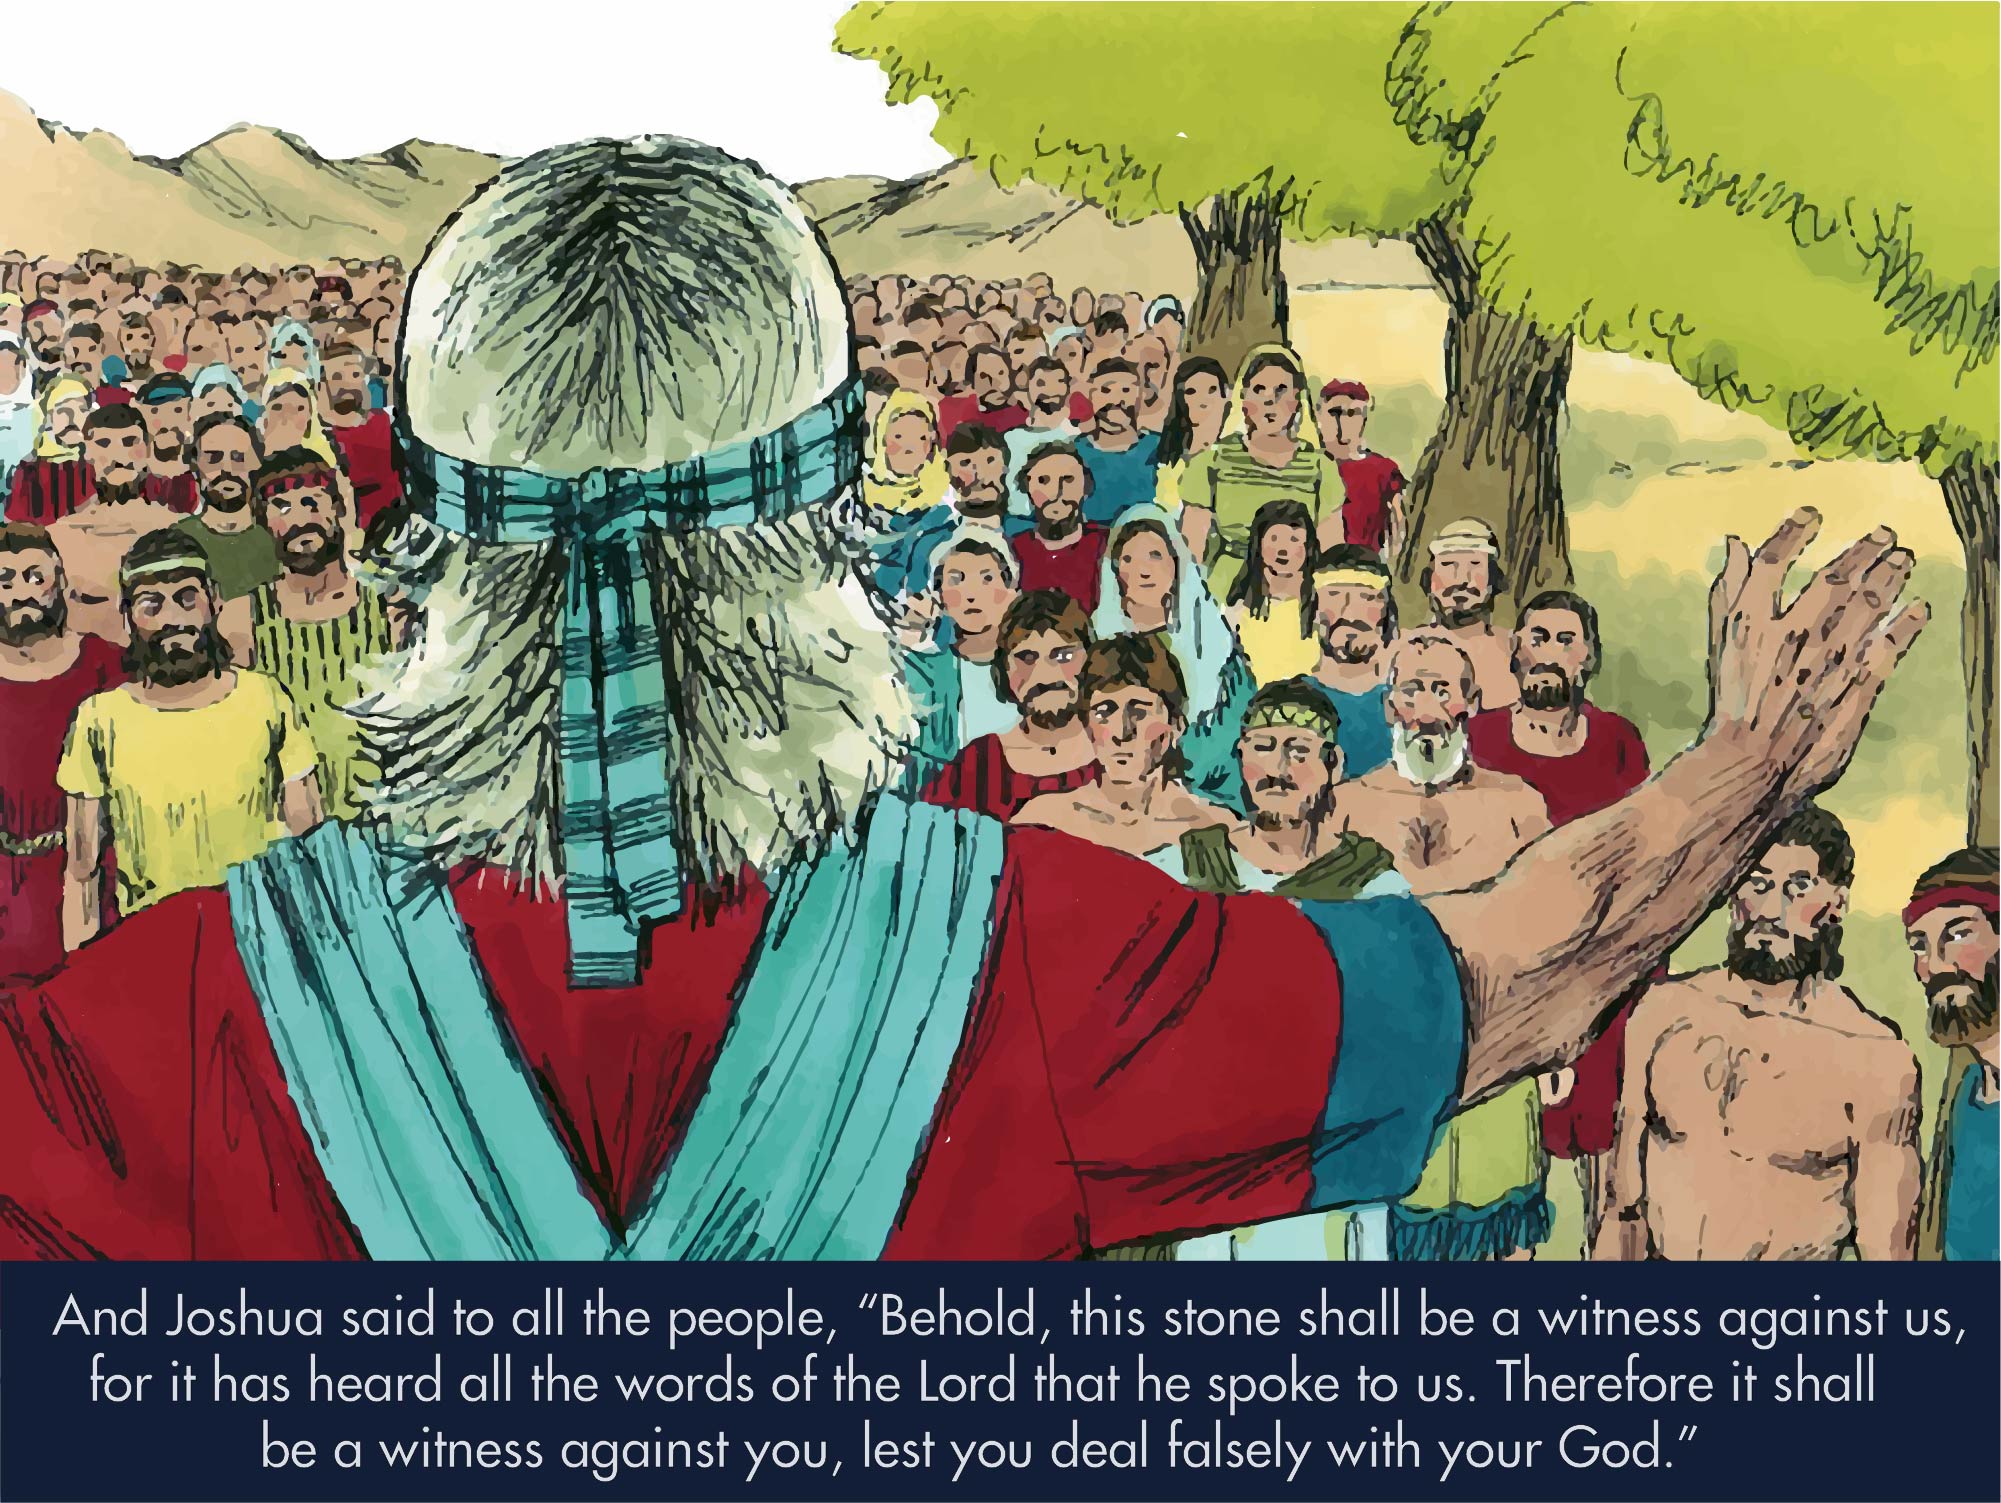 And Joshua said to all the people, “Behold, this stone shall be a witness against us,
for it has heard all the words of the Lord that he spoke to us. Therefore it shall
be a witness against you, lest you deal falsely with your God.”